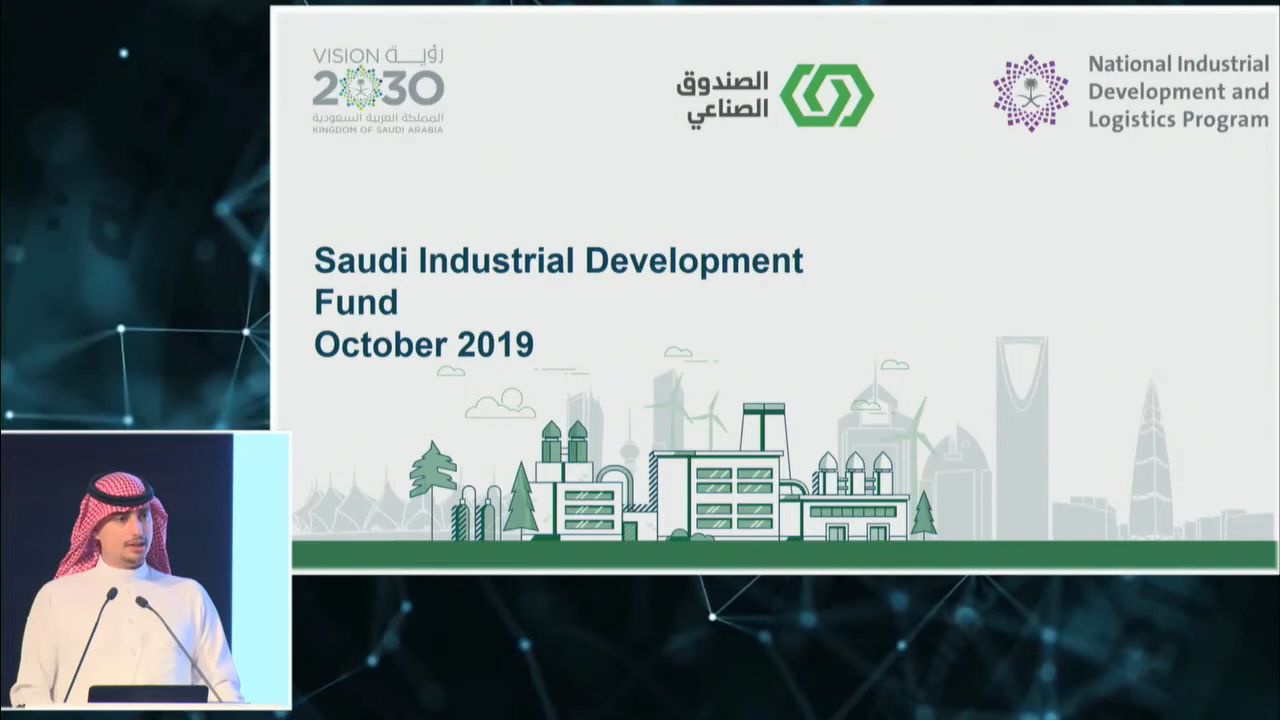 VISION رؤيــة
2030
المملكة العربية السعودية
KINGDOM OF SAUDI ARABIA
الصندوق
الصناعي
National Industrial
Development and
Logistics Program
Saudi Industrial Development
Fund
October 2019